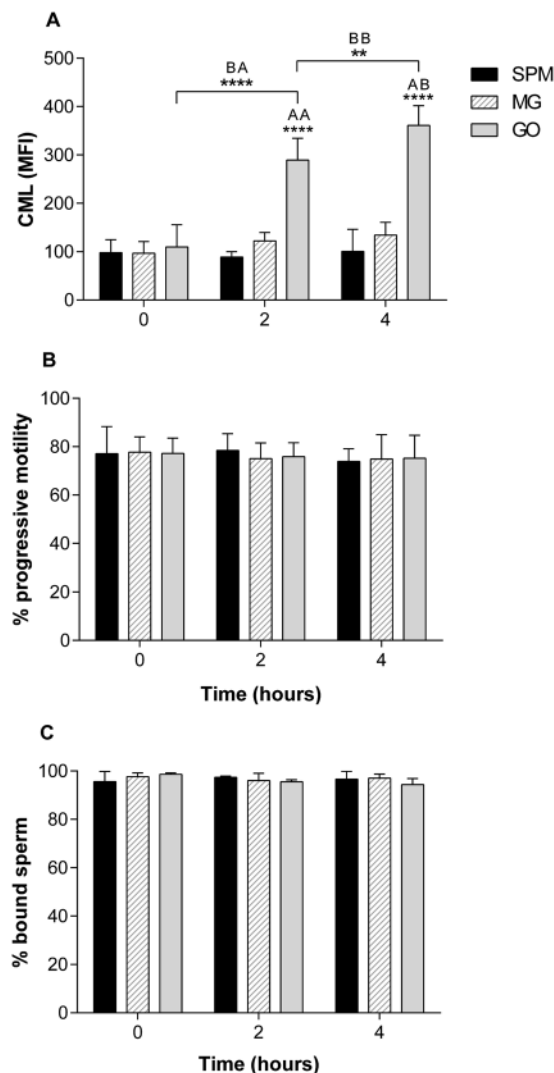 A
CML (MFI)
500
400
300
200
100
0
BA
****
BB
**
AA
****
AB
****
0 2 4
SPM
MG
GO
B
% progressive motility
100
80
60
40
20
0
0 2 4
Time (hours)
C
% bound sperm
100
80
60
40
20
0
0 2 4
Time (hours)